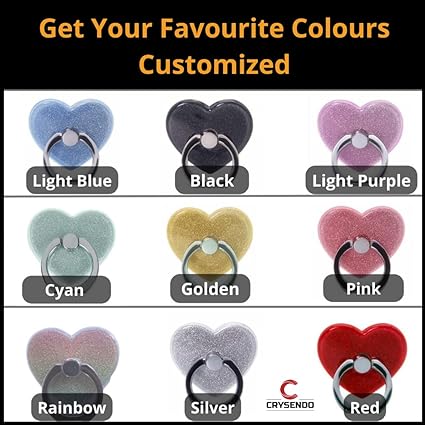 Get Your Favourite Colours
Customized
Light Blue
Black
Light Purple
Cyan
Golden
Pink
Rainbow
Silver
CRYSENDO
Red